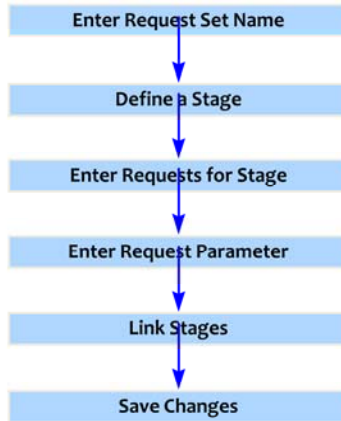 Enter Request Set Name
Define a Stage
Enter Requests for Stage
Enter Request Parameter
Link Stages
Save Changes